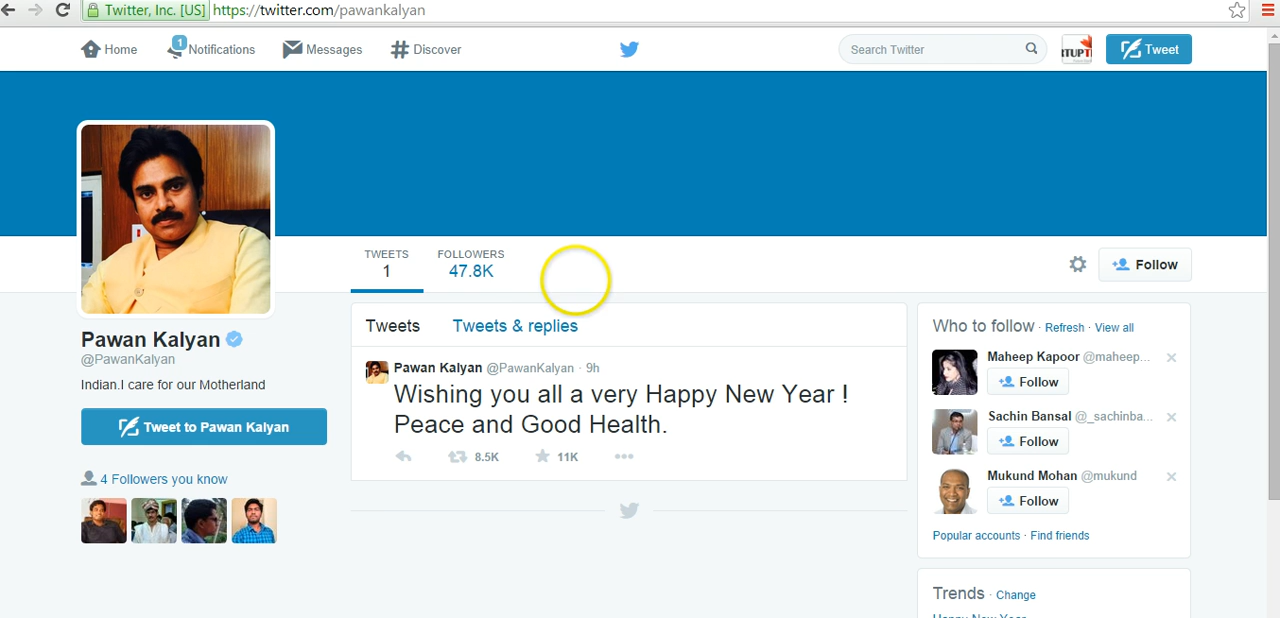 Twitter, Inc. [US] https://twitter.com/pawankalyan
Home 1 Notifications Messages Discover Search Twitter Tweet
TWEETS FOLLOWERS
1 47.8K
Follow
Pawan Kalyan
@PawanKalyan
Indian.I care for our Motherland
Tweet to Pawan Kalyan
4 Followers you know
Tweets Tweets & replies
Pawan Kalyan @PawanKalyan · 9h
Wishing you all a very Happy New Year !
Peace and Good Health.
8.5K 11K
Who to follow · Refresh · View all
Maheep Kapoor @maheep...
Follow
Sachin Bansal @_sachinba...
Follow
Mukund Mohan @mukund
Follow
Popular accounts · Find friends
Trends · Change
Happy New Year